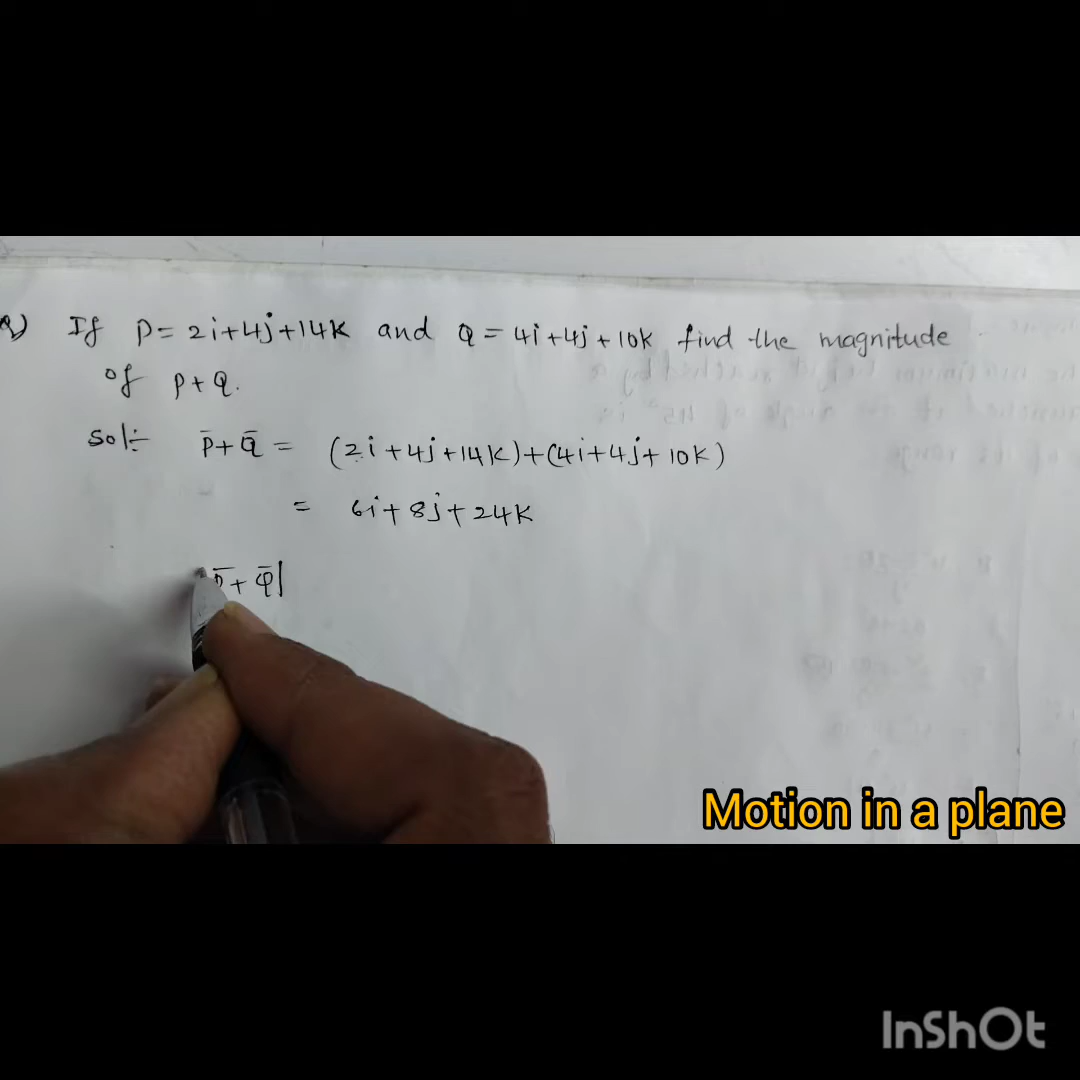 Q) If P = 2i+4j+14K and Q = 4i+4j+10K find the magnitude
of P+Q.
Sol:- P̄+Q̄ = (2i+4j+14K)+(4i+4j+10K)
= 6i+8j+24K
P̄+Q̄|
Motion in a plane
InShOt